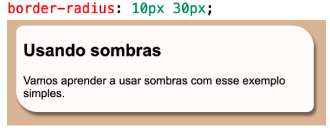 border-radius: 10px 30px;
Usando sombras
Vamos aprender a usar sombras com esse exemplo
simples.